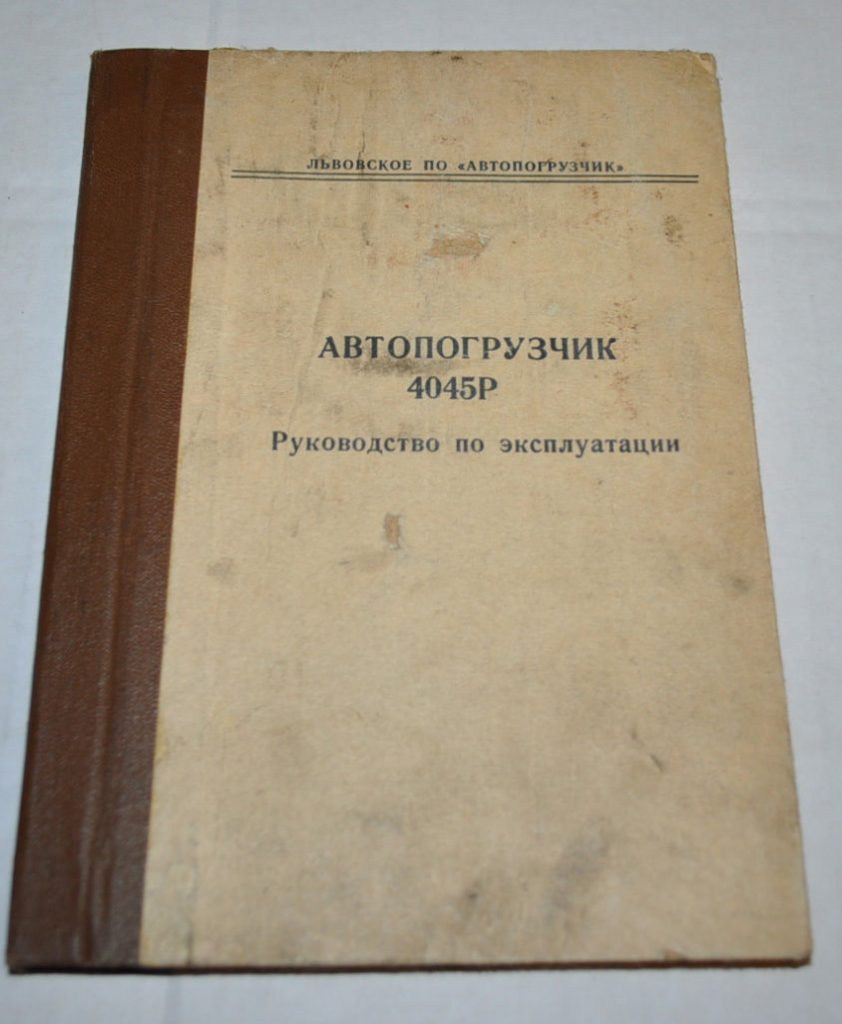 ЛЬВОВСКОЕ ПО «АВТОПОГРУЗЧИК»
АВТОПОГРУЗЧИК
4045Р
Руководство по эксплуатации